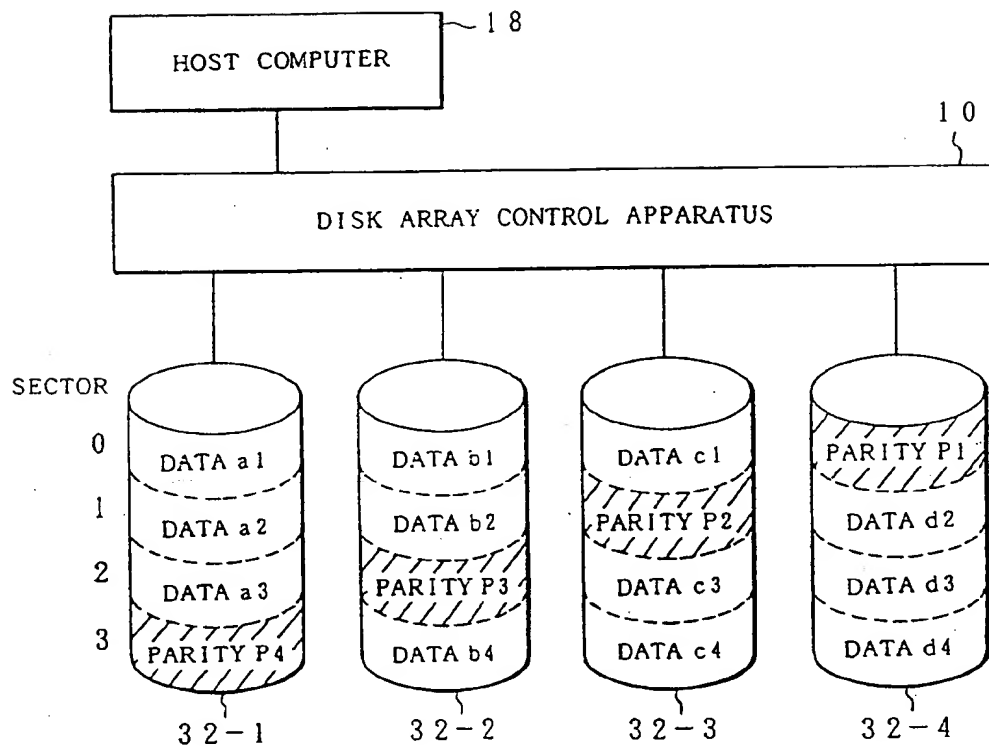 18
HOST COMPUTER
10
DISK ARRAY CONTROL APPARATUS
SECTOR
0 DATA a1 DATA b1 DATA c1 PARITY P1
1 DATA a2 DATA b2 PARITY P2 DATA d2
2 DATA a3 PARITY P3 DATA c3 DATA d3
3 PARITY P4 DATA b4 DATA c4 DATA d4
32-1 32-2 32-3 32-4